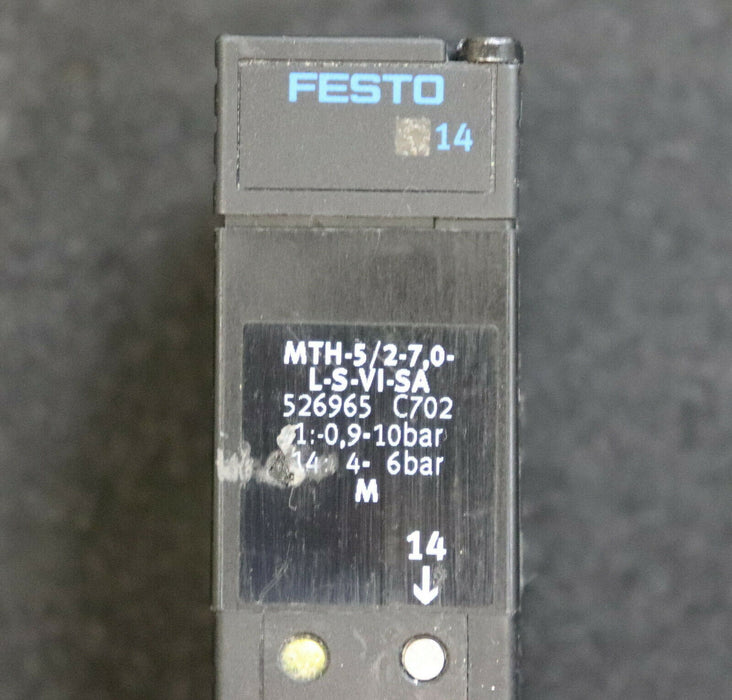 FESTO
14
MTH-5/2-7,0-
L-S-VI-SA
526965 C702
1:-0,9-10bar
14: 4- 6bar
M
14